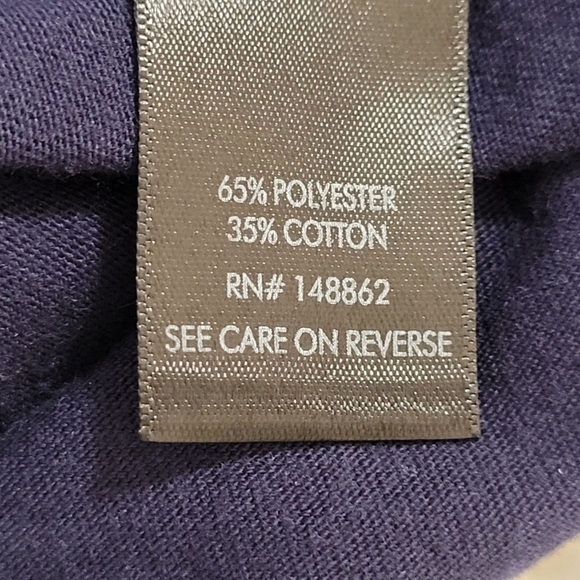 65% POLYESTER
35% COTTON
RN# 148862
SEE CARE ON REVERSE